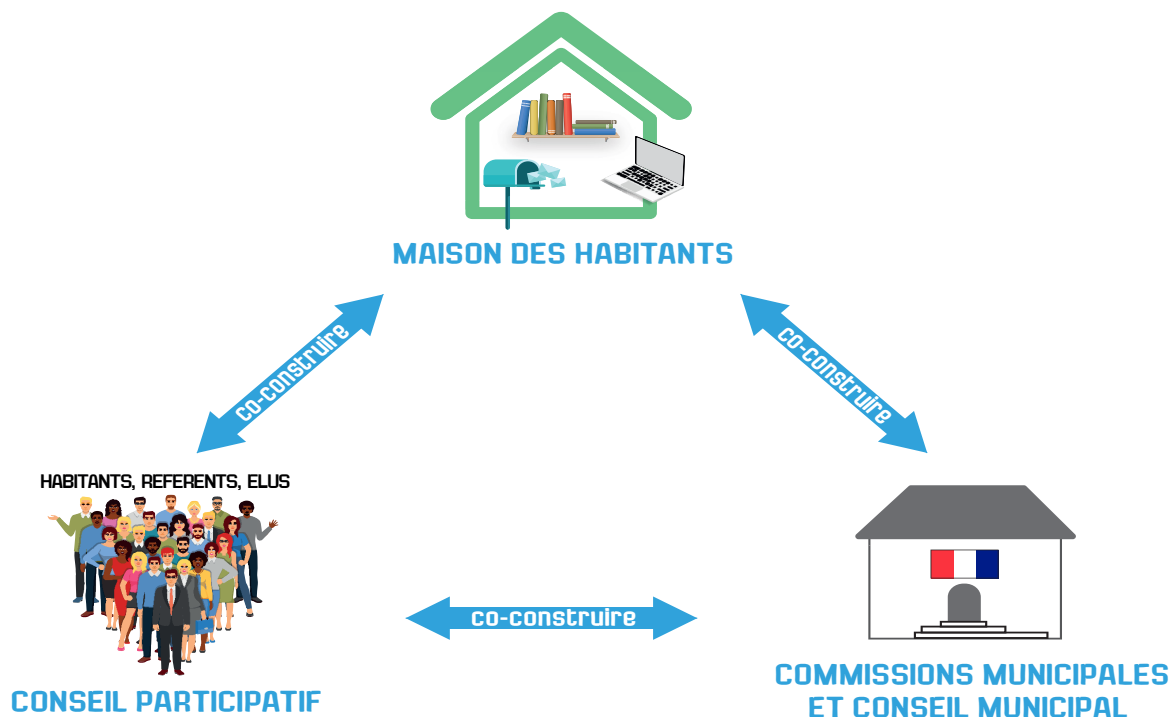 MAISON DES HABITANTS
co-construire
co-construire
HABITANTS, REFERENTS, ELUS
co-construire
CONSEIL PARTICIPATIF
COMMISSIONS MUNICIPALES
ET CONSEIL MUNICIPAL